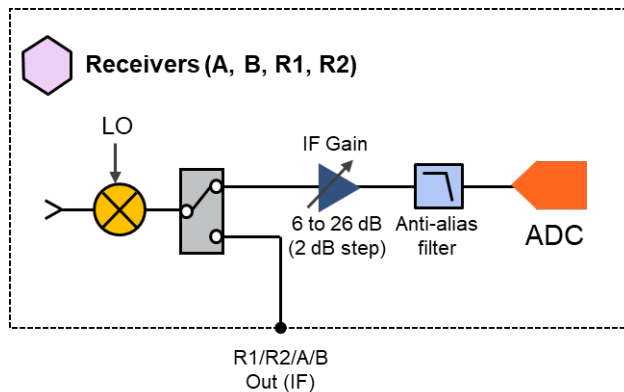 Receivers (A, B, R1, R2)
LO
IF Gain
6 to 26 dB
(2 dB step)
Anti-alias
filter
ADC
R1/R2/A/B
Out (IF)